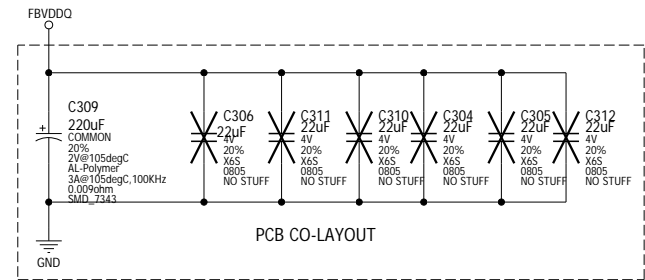 FBVDDQ
C309
220uF
COMMON
20%
2V@105degC
AL-Polymer
3A@105degC,100KHz
0.009ohm
SMD_7343
+
C306
22uF
4V
20%
X6S
0805
NO STUFF
C311
22uF
4V
20%
X6S
0805
NO STUFF
C310
22uF
4V
20%
X6S
0805
NO STUFF
C304
22uF
4V
20%
X6S
0805
NO STUFF
C305
22uF
4V
20%
X6S
0805
NO STUFF
C312
22uF
4V
20%
X6S
0805
NO STUFF
GND
PCB CO-LAYOUT